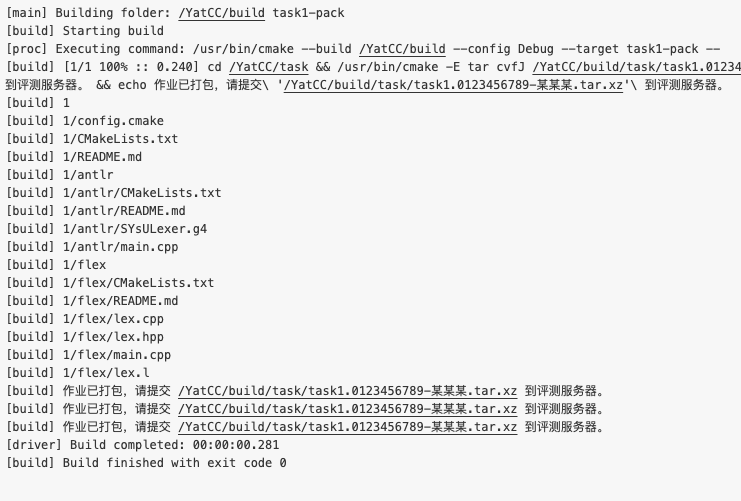 [main] Building folder: /YatCC/build task1-pack
[build] Starting build
[proc] Executing command: /usr/bin/cmake --build /YatCC/build --config Debug --target task1-pack --
[build] [1/1 100% :: 0.240] cd /YatCC/task && /usr/bin/cmake -E tar cvfJ /YatCC/build/task/task1.01234
到评测服务器。 && echo 作业已打包，请提交\ '/YatCC/build/task/task1.0123456789-某某某.tar.xz'\ 到评测服务器。
[build] 1
[build] 1/config.cmake
[build] 1/CMakeLists.txt
[build] 1/README.md
[build] 1/antlr
[build] 1/antlr/CMakeLists.txt
[build] 1/antlr/README.md
[build] 1/antlr/SYsULexer.g4
[build] 1/antlr/main.cpp
[build] 1/flex
[build] 1/flex/CMakeLists.txt
[build] 1/flex/README.md
[build] 1/flex/lex.cpp
[build] 1/flex/lex.hpp
[build] 1/flex/main.cpp
[build] 1/flex/lex.l
[build] 作业已打包，请提交 /YatCC/build/task/task1.0123456789-某某某.tar.xz 到评测服务器。
[build] 作业已打包，请提交 /YatCC/build/task/task1.0123456789-某某某.tar.xz 到评测服务器。
[build] 作业已打包，请提交 /YatCC/build/task/task1.0123456789-某某某.tar.xz 到评测服务器。
[driver] Build completed: 00:00:00.281
[build] Build finished with exit code 0